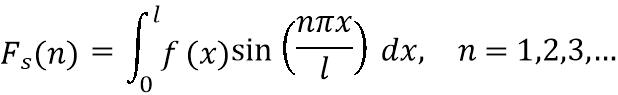 F_s(n) = ∫_0^l f (x)sin (nπx/l) dx, n = 1,2,3,…